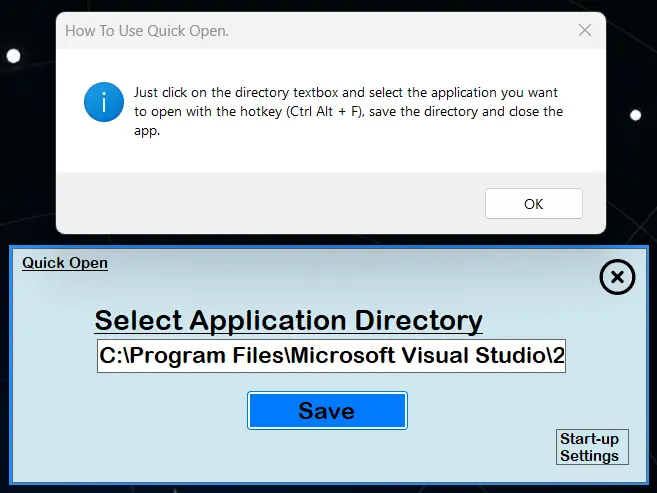 How To Use Quick Open.
Just click on the directory textbox and select the application you want
to open with the hotkey (Ctrl Alt + F), save the directory and close the
app.
OK
Quick Open
Select Application Directory
C:\Program Files\Microsoft Visual Studio\2
Save
Start-up
Settings